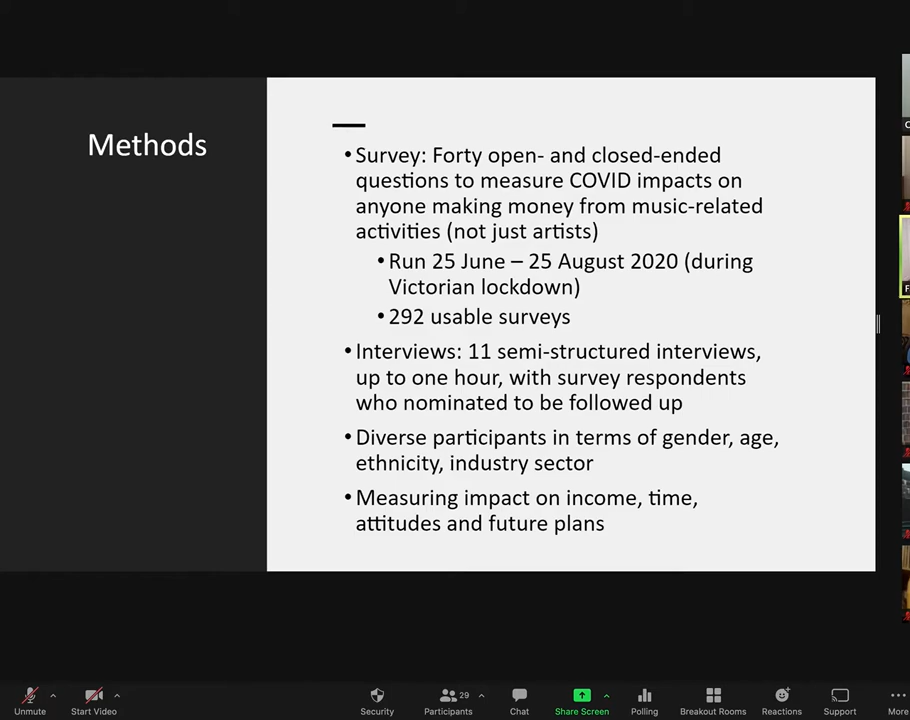 Methods
•Survey: Forty open- and closed-ended
questions to measure COVID impacts on
anyone making money from music-related
activities (not just artists)
•Run 25 June – 25 August 2020 (during
Victorian lockdown)
•292 usable surveys
•Interviews: 11 semi-structured interviews,
up to one hour, with survey respondents
who nominated to be followed up
•Diverse participants in terms of gender, age,
ethnicity, industry sector
•Measuring impact on income, time,
attitudes and future plans
29
Unmute Start Video Security Participants Chat Share Screen Polling Breakout Rooms Reactions Support More